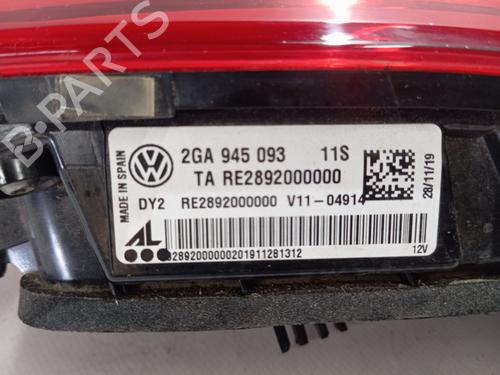 B-PARTS
MADE IN SPAIN
2GA 945 093 11S
TA RE2892000000
DY2 RE2892000000 V11-04914
28/11/19
AL
2892000000201911281312
12V